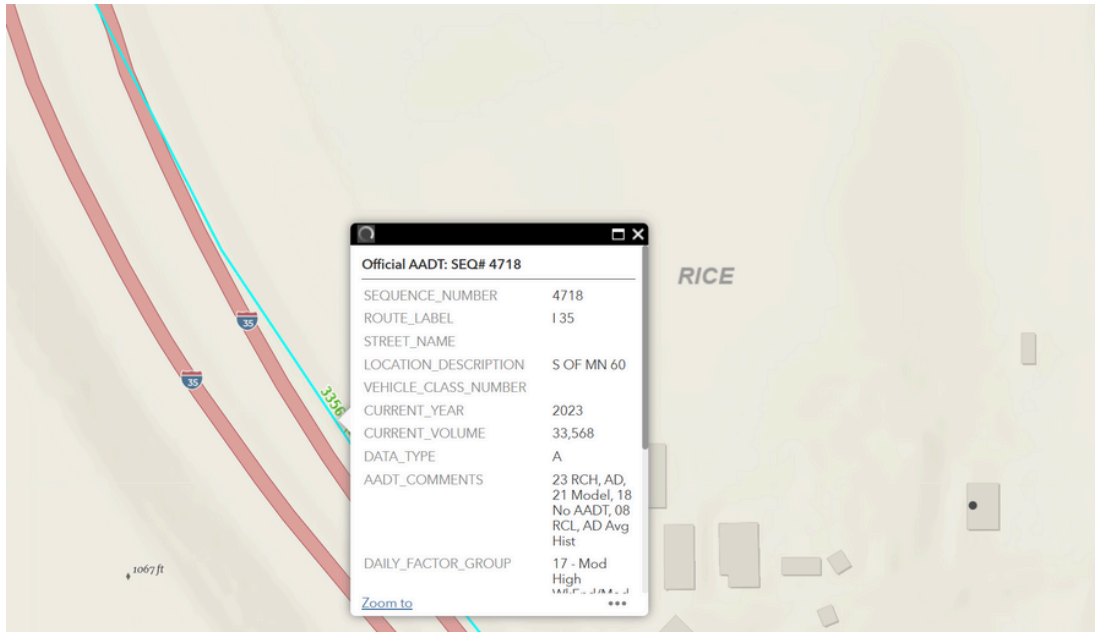 Official AADT: SEQ# 4718
SEQUENCE_NUMBER 4718
ROUTE_LABEL I 35
STREET_NAME
LOCATION_DESCRIPTION S OF MN 60
VEHICLE_CLASS_NUMBER
CURRENT_YEAR 2023
CURRENT_VOLUME 33,568
DATA_TYPE A
AADT_COMMENTS 23 RCH, AD,
21 Model, 18
No AADT, 08
RCL, AD Avg
Hist
DAILY_FACTOR_GROUP 17 - Mod
High
Zoom to
RICE
35
35
3356
1067 ft